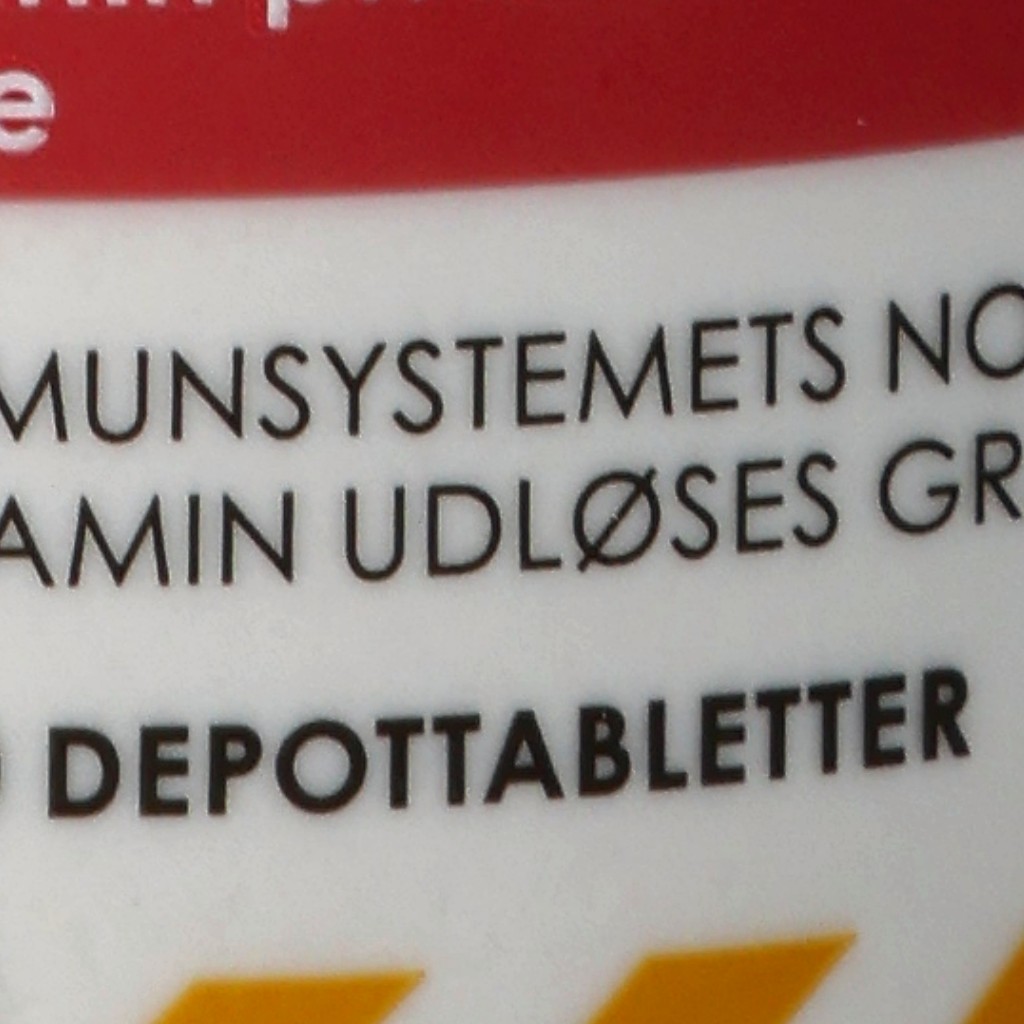 e
MUNSYSTEMETS NO
AMIN UDLØSES GR
DEPOTTABLETTER